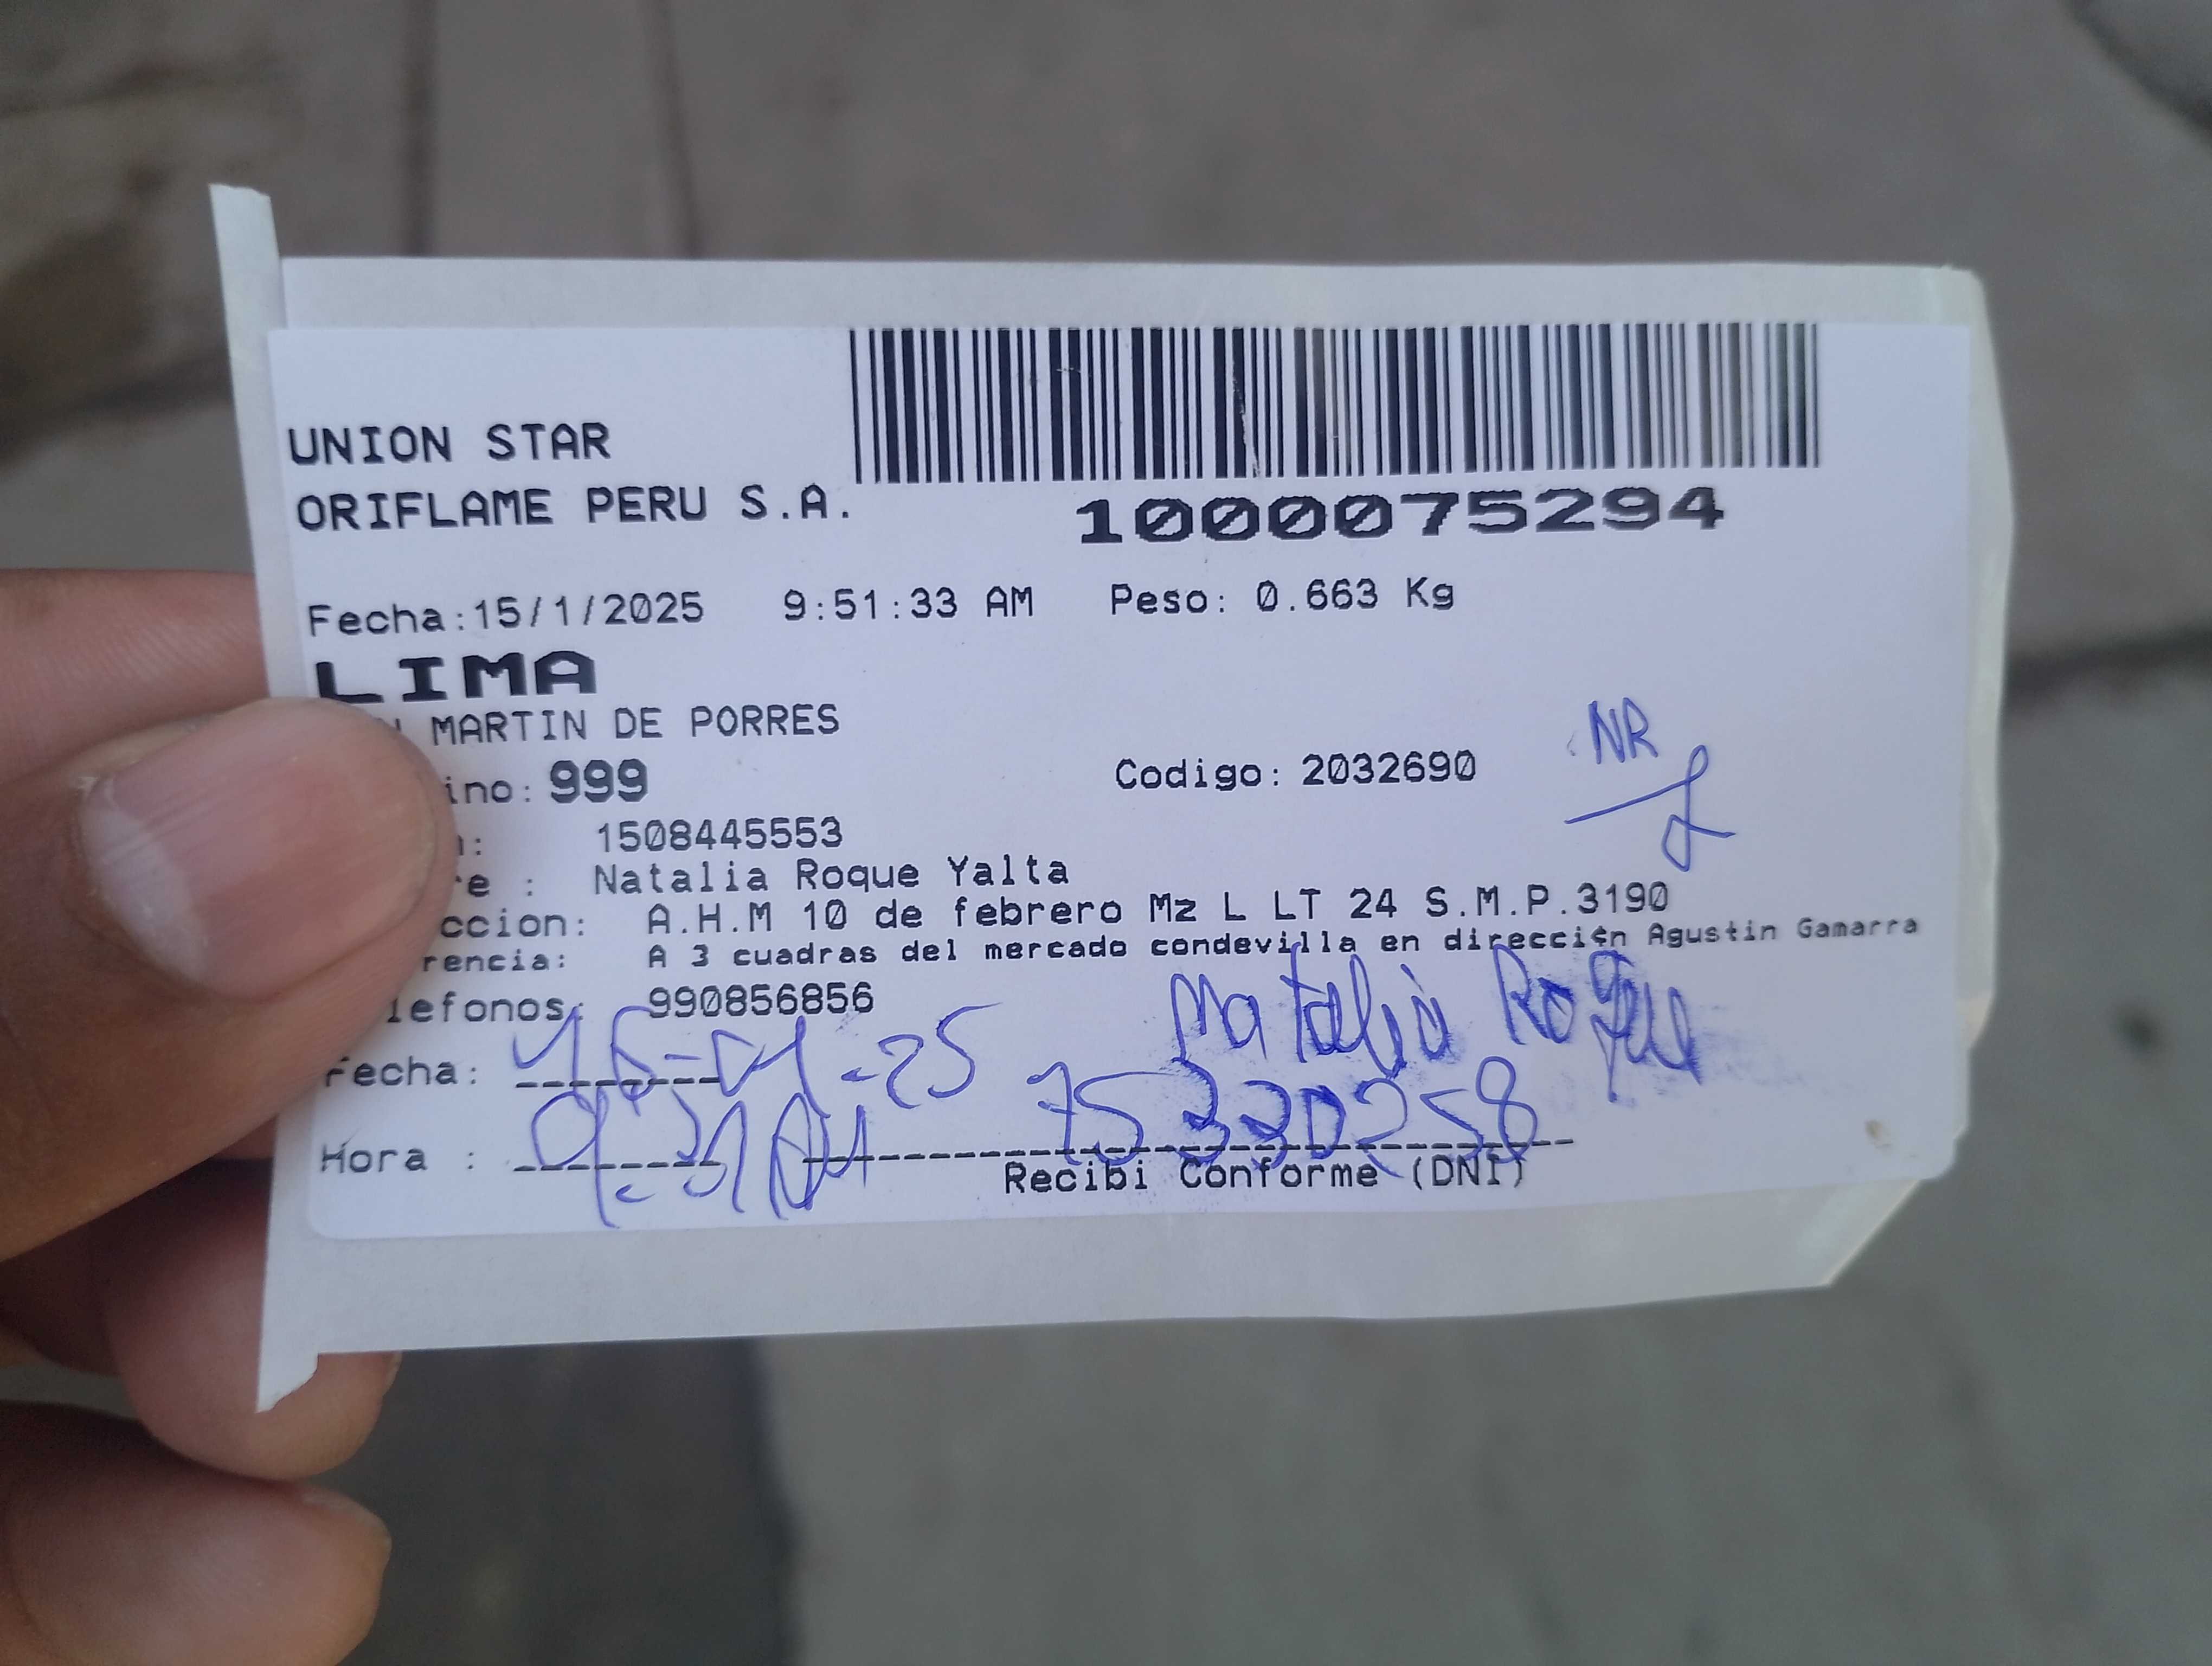 UNION STAR
ORIFLAME PERU S.A.
1000075294
Fecha:15/1/2025 9:51:33 AM Peso: 0.663 Kg
LIMA
MARTIN DE PORRES
ino: 999 Codigo: 2032690 NR
: 1508445553
re : Natalia Roque Yalta
ccion: A.H.M 10 de febrero Mz L LT 24 S.M.P.3190
rencia: A 3 cuadras del mercado condevilla en dirección Agustin Gamarra
lefonos: 990856856
Natalia Roque
Fecha: 16-01-25
75330258
Hora :
Recibi Conforme (DNI)